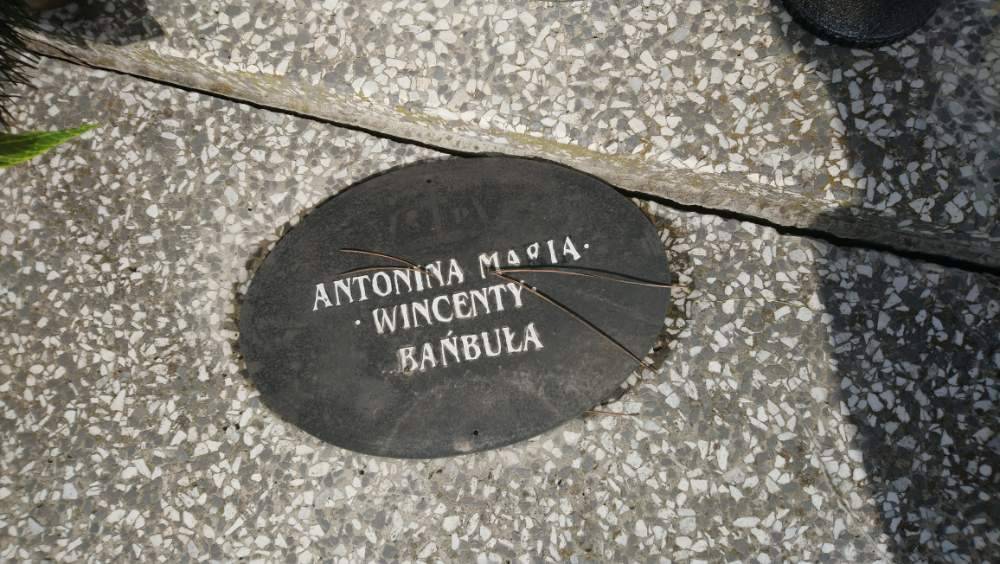 ANTONINA MARIA·
· WINCENTY ·
BAŃBUŁA